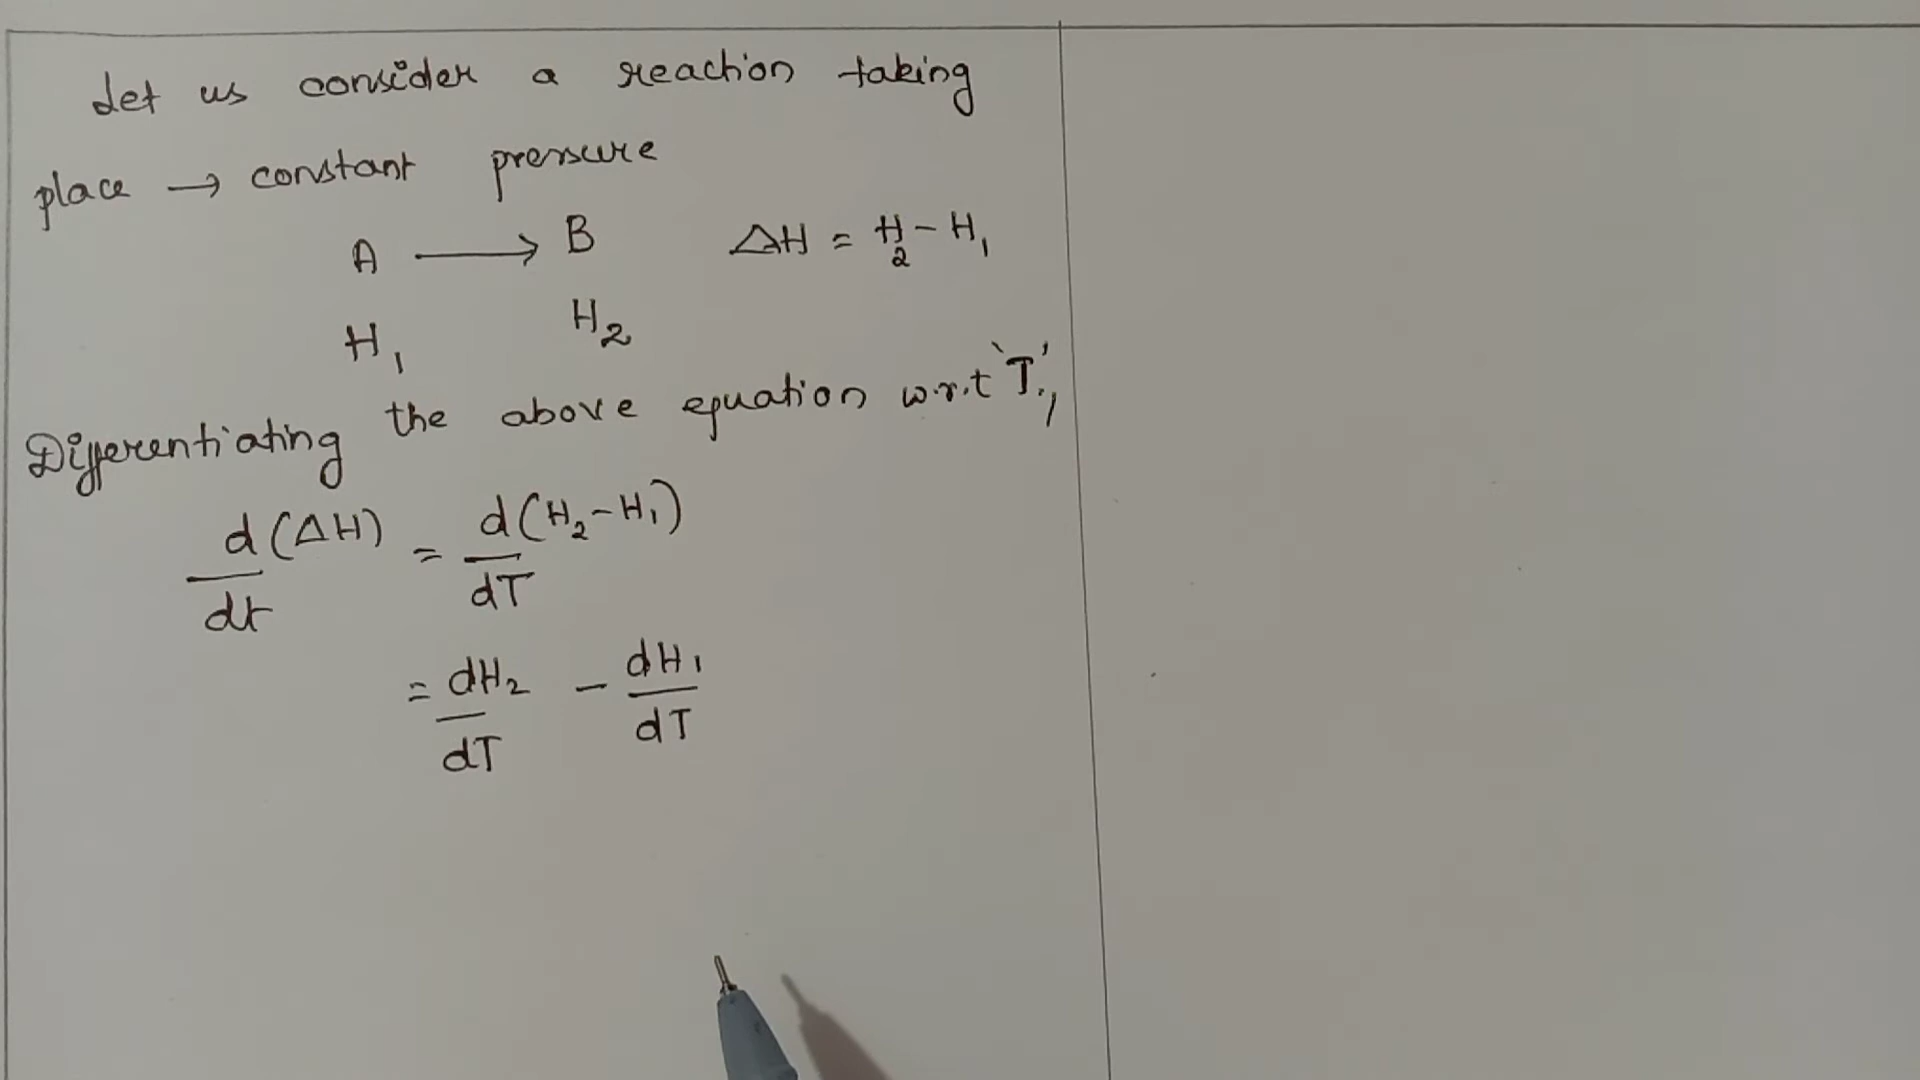 Let us consider a reaction taking
place → constant pressure
A → B ΔH = H₂ - H₁
H₁ H₂
Differentiating the above equation w.r.t 'T',
d(ΔH)/dt = d(H₂-H₁)/dT
= dH₂/dT - dH₁/dT